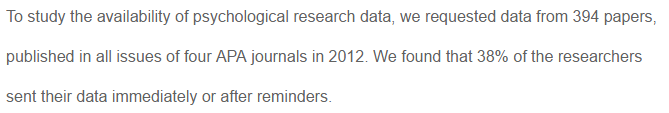 To study the availability of psychological research data, we requested data from 394 papers,
published in all issues of four APA journals in 2012. We found that 38% of the researchers
sent their data immediately or after reminders.